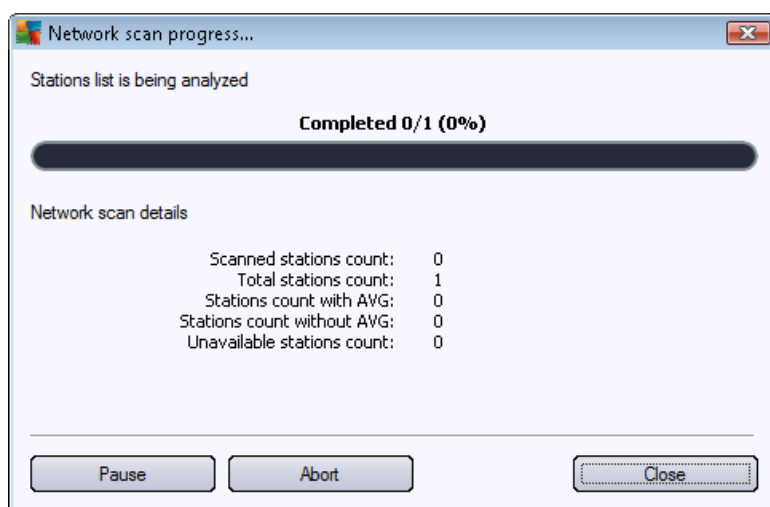 Network scan progress...
Stations list is being analyzed
Completed 0/1 (0%)
Network scan details
Scanned stations count: 0
Total stations count: 1
Stations count with AVG: 0
Stations count without AVG: 0
Unavailable stations count: 0
Pause Abort Close